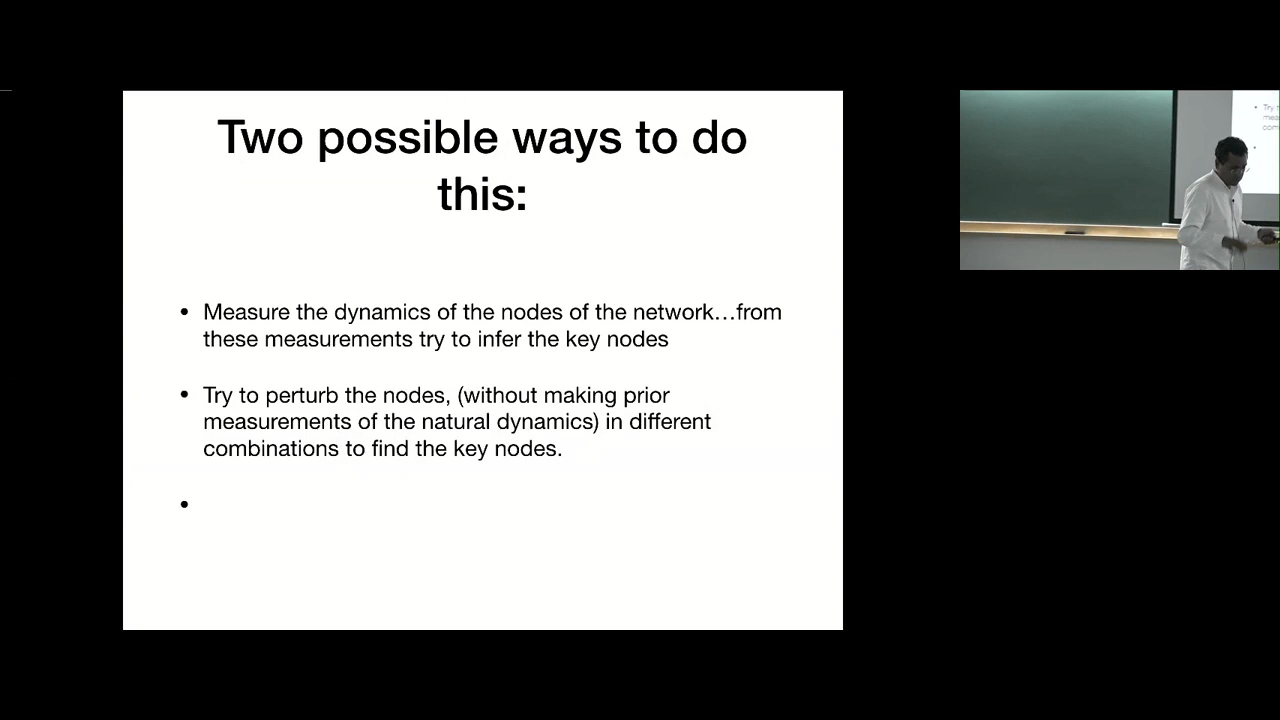 Two possible ways to do
this:
• Measure the dynamics of the nodes of the network…from
these measurements try to infer the key nodes
• Try to perturb the nodes, (without making prior
measurements of the natural dynamics) in different
combinations to find the key nodes.
•